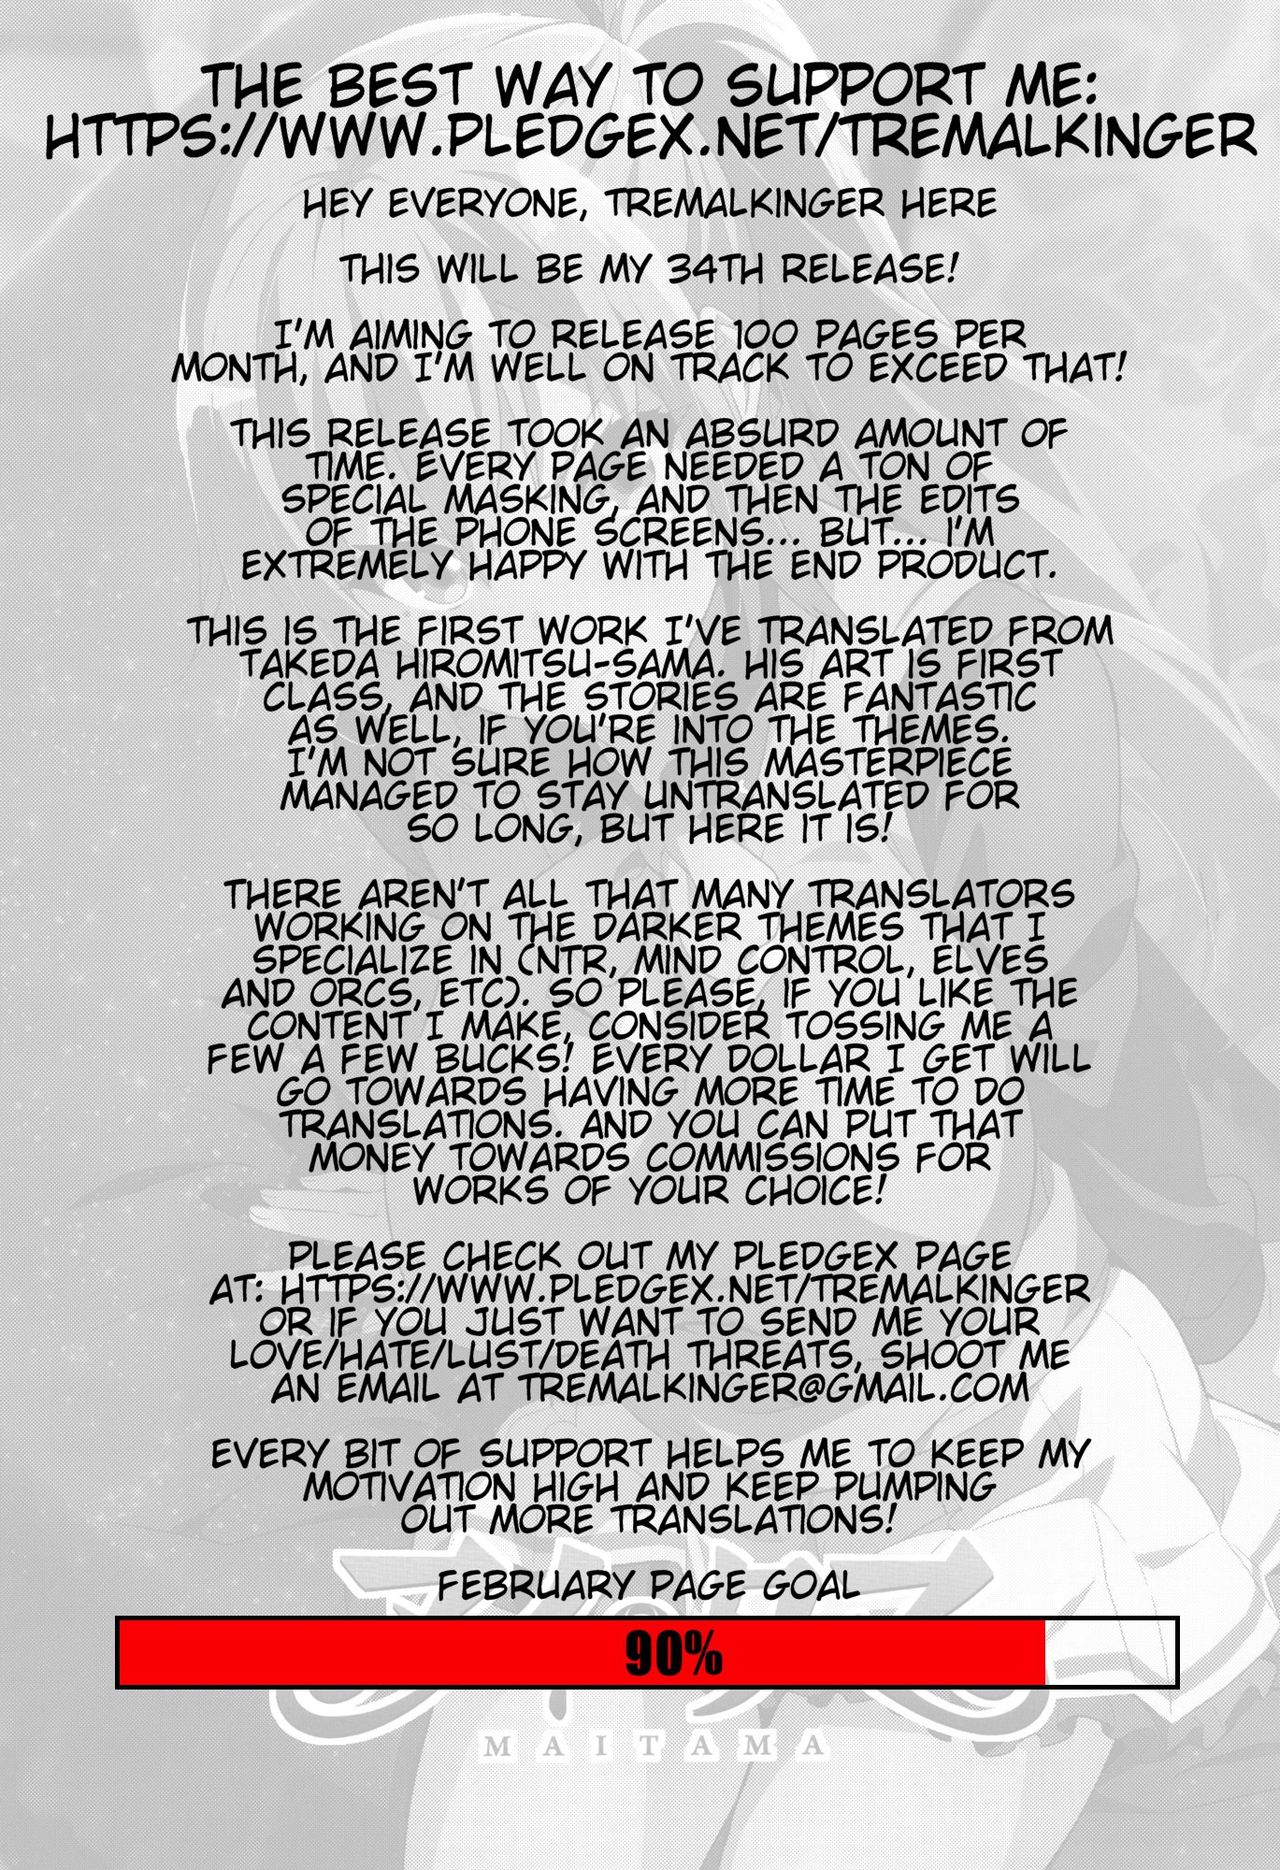 THE BEST WAY TO SUPPORT ME:
HTTPS://WWW.PLEDGEX.NET/TREMALKINGER
HEY EVERYONE, TREMALKINGER HERE
THIS WILL BE MY 34TH RELEASE!
I'M AIMING TO RELEASE 100 PAGES PER
MONTH, AND I'M WELL ON TRACK TO EXCEED THAT!
THIS RELEASE TOOK AN ABSURD AMOUNT OF
TIME. EVERY PAGE NEEDED A TON OF
SPECIAL MASKING, AND THEN THE EDITS
OF THE PHONE SCREENS... BUT... I'M
EXTREMELY HAPPY WITH THE END PRODUCT.
THIS IS THE FIRST WORK I'VE TRANSLATED FROM
TAKEDA HIROMITSU-SAMA. HIS ART IS FIRST
CLASS, AND THE STORIES ARE FANTASTIC
AS WELL, IF YOU'RE INTO THE THEMES.
I'M NOT SURE HOW THIS MASTERPIECE
MANAGED TO STAY UNTRANSLATED FOR
SO LONG, BUT HERE IT IS!
THERE AREN'T ALL THAT MANY TRANSLATORS
WORKING ON THE DARKER THEMES THAT I
SPECIALIZE IN (NTR, MIND CONTROL, ELVES
AND ORCS, ETC). SO PLEASE, IF YOU LIKE THE
CONTENT I MAKE, CONSIDER TOSSING ME A
FEW A FEW BUCKS! EVERY DOLLAR I GET WILL
GO TOWARDS HAVING MORE TIME TO DO
TRANSLATIONS. AND YOU CAN PUT THAT
MONEY TOWARDS COMMISSIONS FOR
WORKS OF YOUR CHOICE!
PLEASE CHECK OUT MY PLEDGEX PAGE
AT: HTTPS://WWW.PLEDGEX.NET/TREMALKINGER
OR IF YOU JUST WANT TO SEND ME YOUR
LOVE/HATE/LUST/DEATH THREATS, SHOOT ME
AN EMAIL AT TREMALKINGER@GMAIL.COM
EVERY BIT OF SUPPORT HELPS ME TO KEEP MY
MOTIVATION HIGH AND KEEP PUMPING
OUT MORE TRANSLATIONS!
FEBRUARY PAGE GOAL
90%
MAITAMA